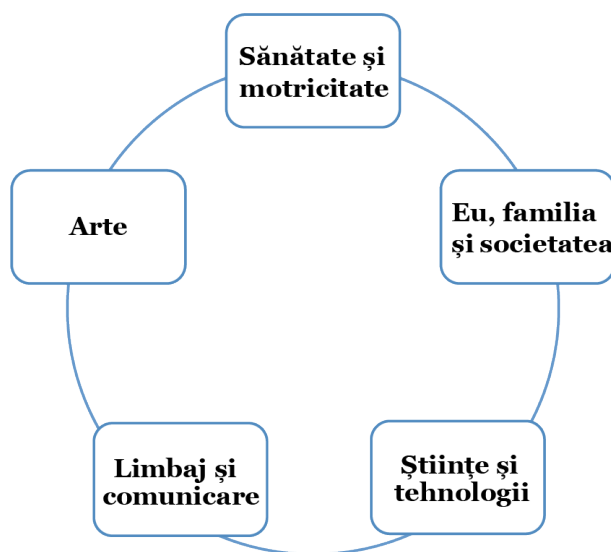 Sănătate și
motricitate
Eu, familia
și societatea
Științe și
tehnologii
Limbaj și
comunicare
Arte